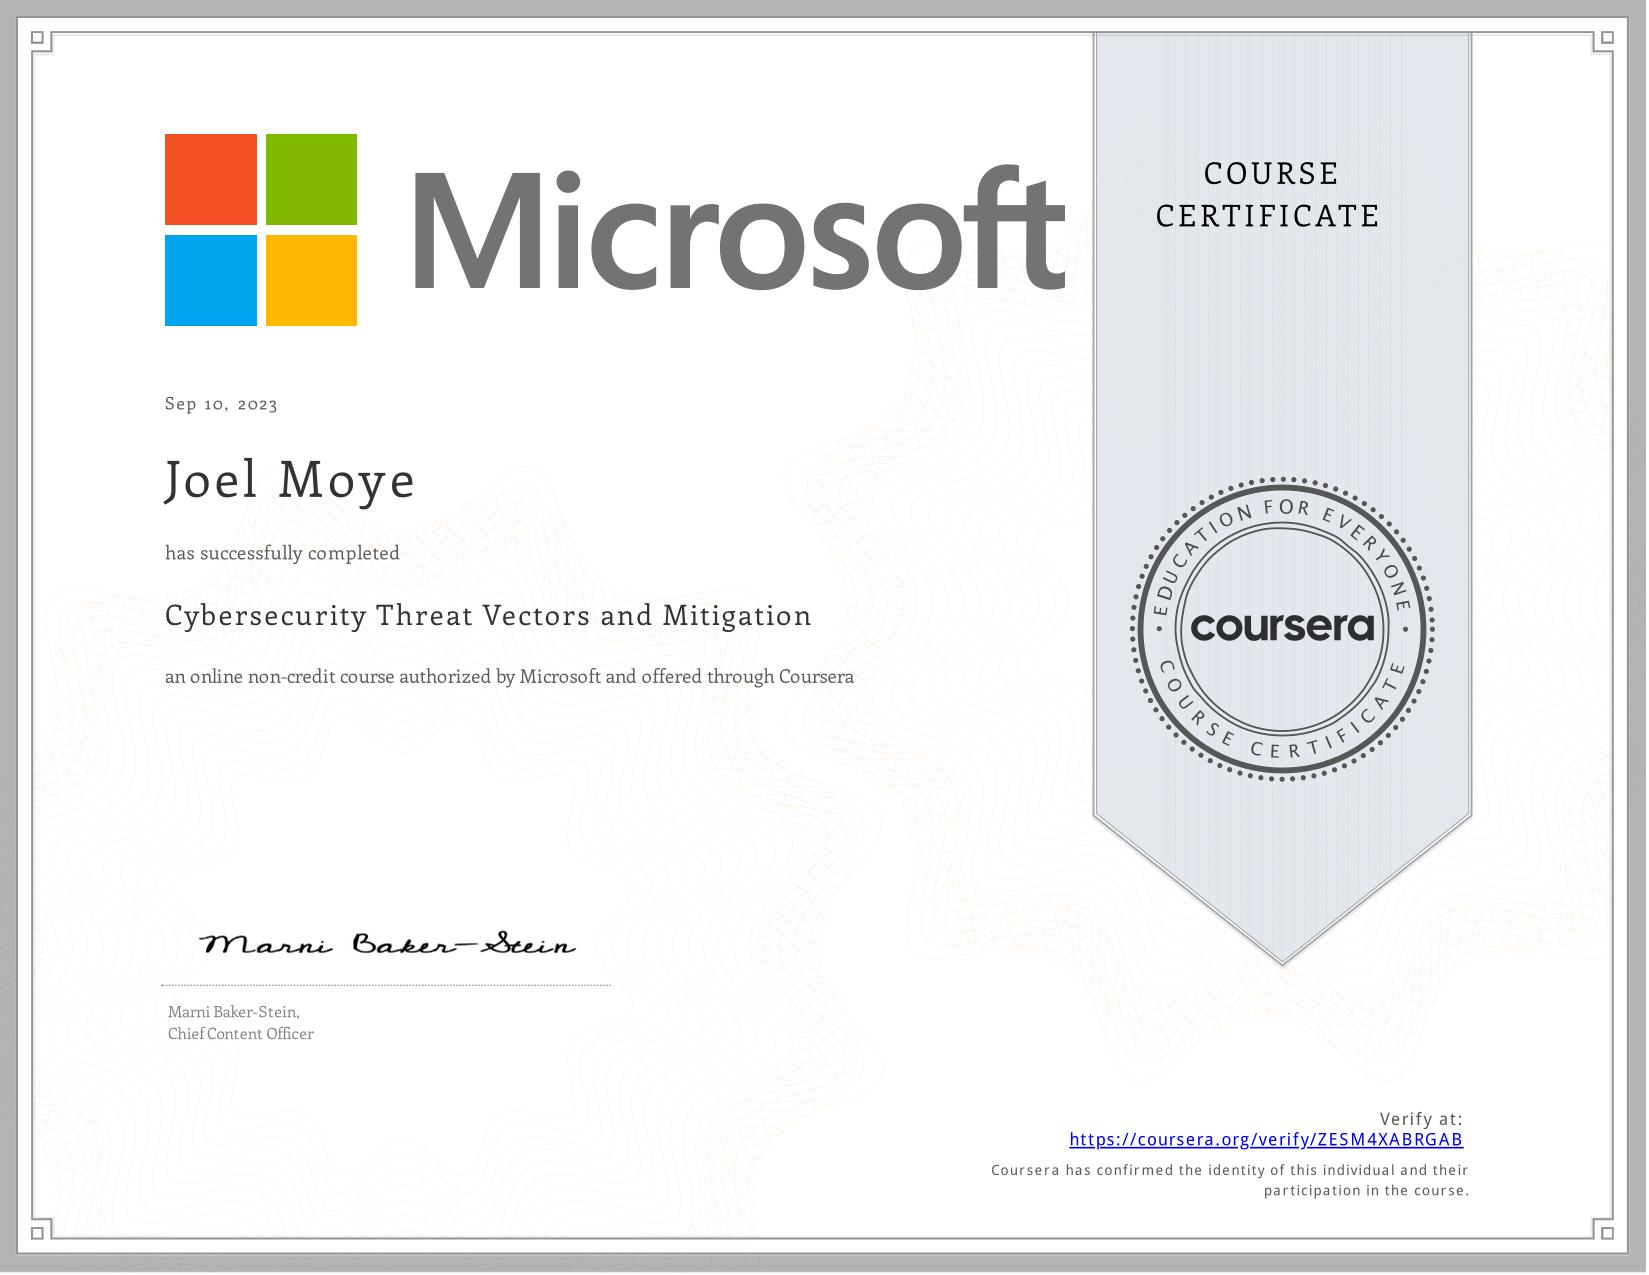 Microsoft
COURSE
CERTIFICATE
Sep 10, 2023
Joel Moye
has successfully completed
Cybersecurity Threat Vectors and Mitigation
an online non-credit course authorized by Microsoft and offered through Coursera
EDUCATION FOR EVERYONE
coursera
COURSE CERTIFICATE
Marni Baker-Stein
Marni Baker-Stein,
Chief Content Officer
Verify at:
https://coursera.org/verify/ZESM4XABRGAB
Coursera has confirmed the identity of this individual and their
participation in the course.